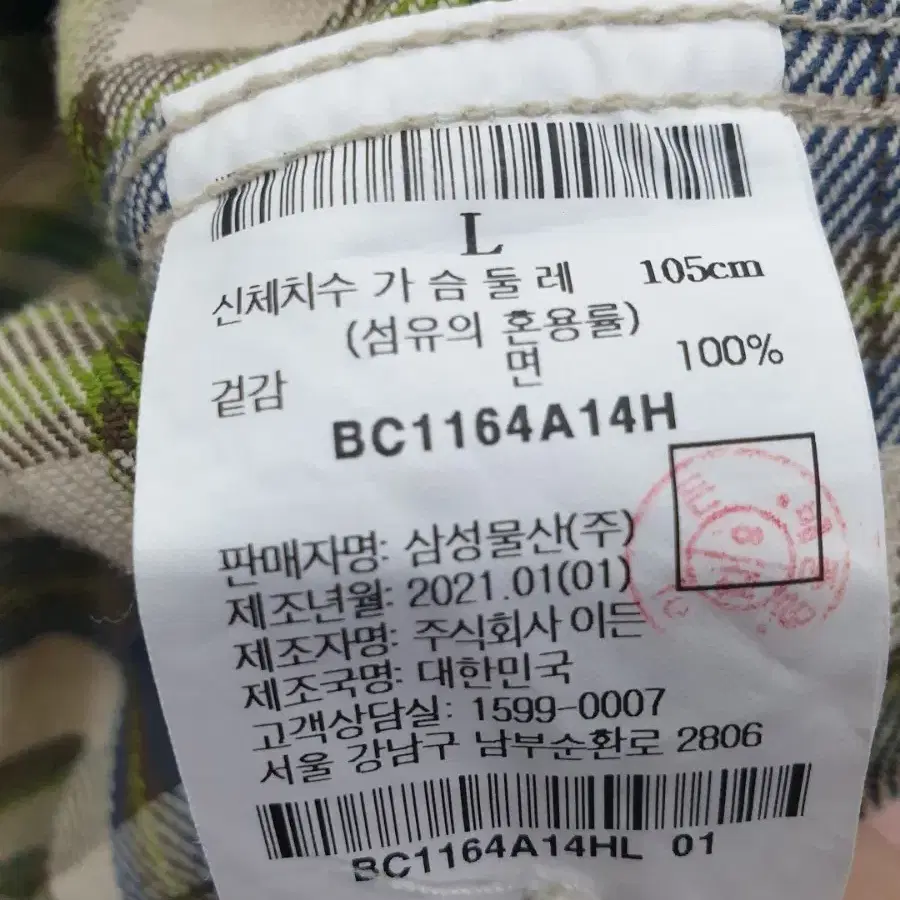 L
신체치수 가 슴 둘 레 105cm
(섬유의 혼용률)
겉감 면 100%
BC1164A14H
판매자명: 삼성물산(주)
제조년월: 2021.01(01)
제조자명: 주식회사 이든
제조국명: 대한민국
고객상담실: 1599-0007
서울 강남구 남부순환로 2806
BC1164A14HL 01